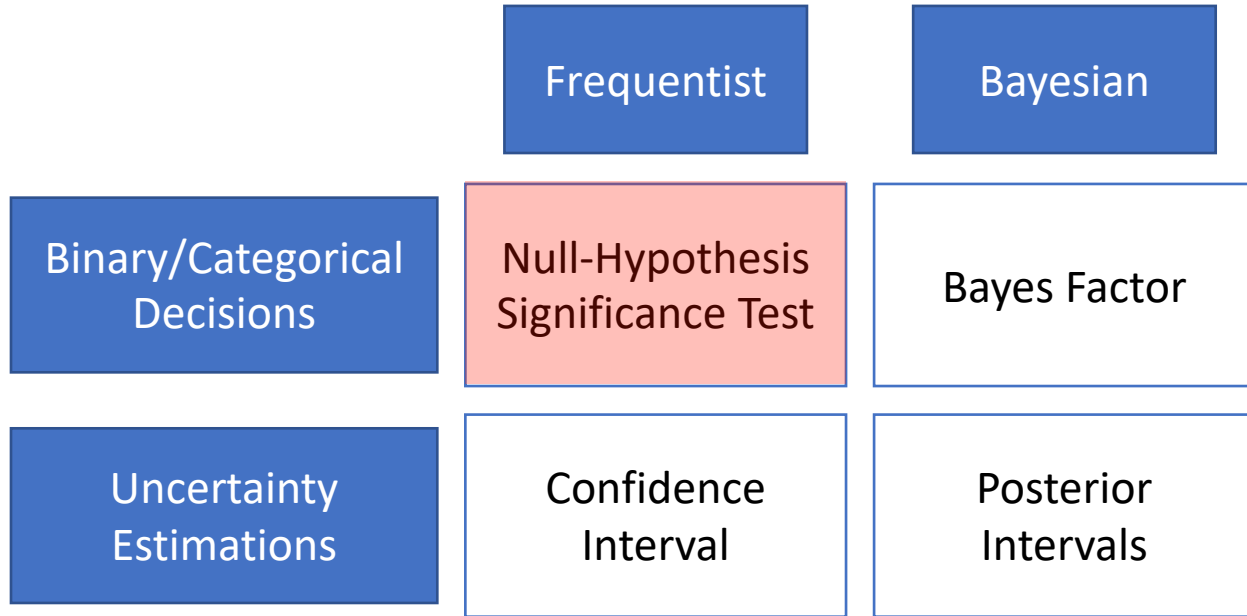 Frequentist
Bayesian
Binary/Categorical
Decisions
Null-Hypothesis
Significance Test
Bayes Factor
Uncertainty
Estimations
Confidence
Interval
Posterior
Intervals